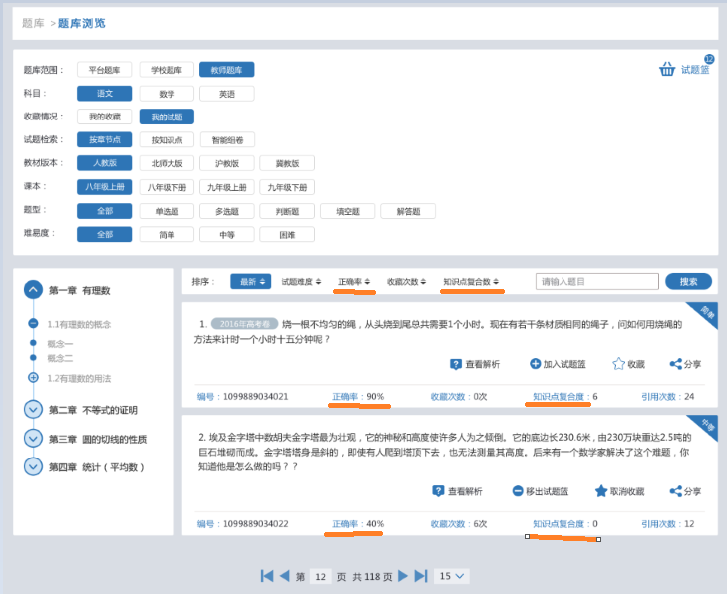 题库 >题库浏览
题库范围： 平台题库 学校题库 教师题库
12
试题篮
科目： 语文 数学 英语
收藏情况： 我的收藏 我的试题
试题检索： 按章节点 按知识点 智能组卷
教材版本： 人教版 北师大版 沪教版 冀教版
课本： 八年级上册 八年级下册 九年级上册 九年级下册
题型： 全部 单选题 多选题 判断题 填空题 解答题
难易度： 全部 简单 中等 困难
第一章 有理数
1.1有理数的概念
概念一
概念二
1.2有理数的用法
第二章 不等式的证明
第三章 圆的切线的性质
第四章 统计（平均数）
排序： 最新 试题难度 正确率 收藏次数 知识点复合数 请输入题目 搜索
简单
1. 2016年高考卷 烧一根不均匀的绳，从头烧到尾总共需要1个小时。现在有若干条材质相同的绳子，问如何用烧绳的
方法来计时一个小时十五分钟呢？
查看解析 加入试题篮 收藏 分享
编号：1099889034021 正确率：90% 收藏次数：0次 知识点复合度：6 引用次数：24
中等
2. 埃及金字塔中数胡夫金字塔最为壮观，它的神秘和高度使许多人为之倾倒。它的底边长230.6米，由230万块重达2.5吨的
巨石堆砌而成。金字塔塔身是斜的，即使有人爬到塔顶下去，也无法测量其高度。后来有一个数学家解决了这个难题，你
知道他是怎么做的吗？？
查看解析 移出试题篮 取消收藏 分享
编号：1099889034022 正确率：40% 收藏次数：6次 知识点复合度：0 引用次数：12
第 12 页 共118页 15